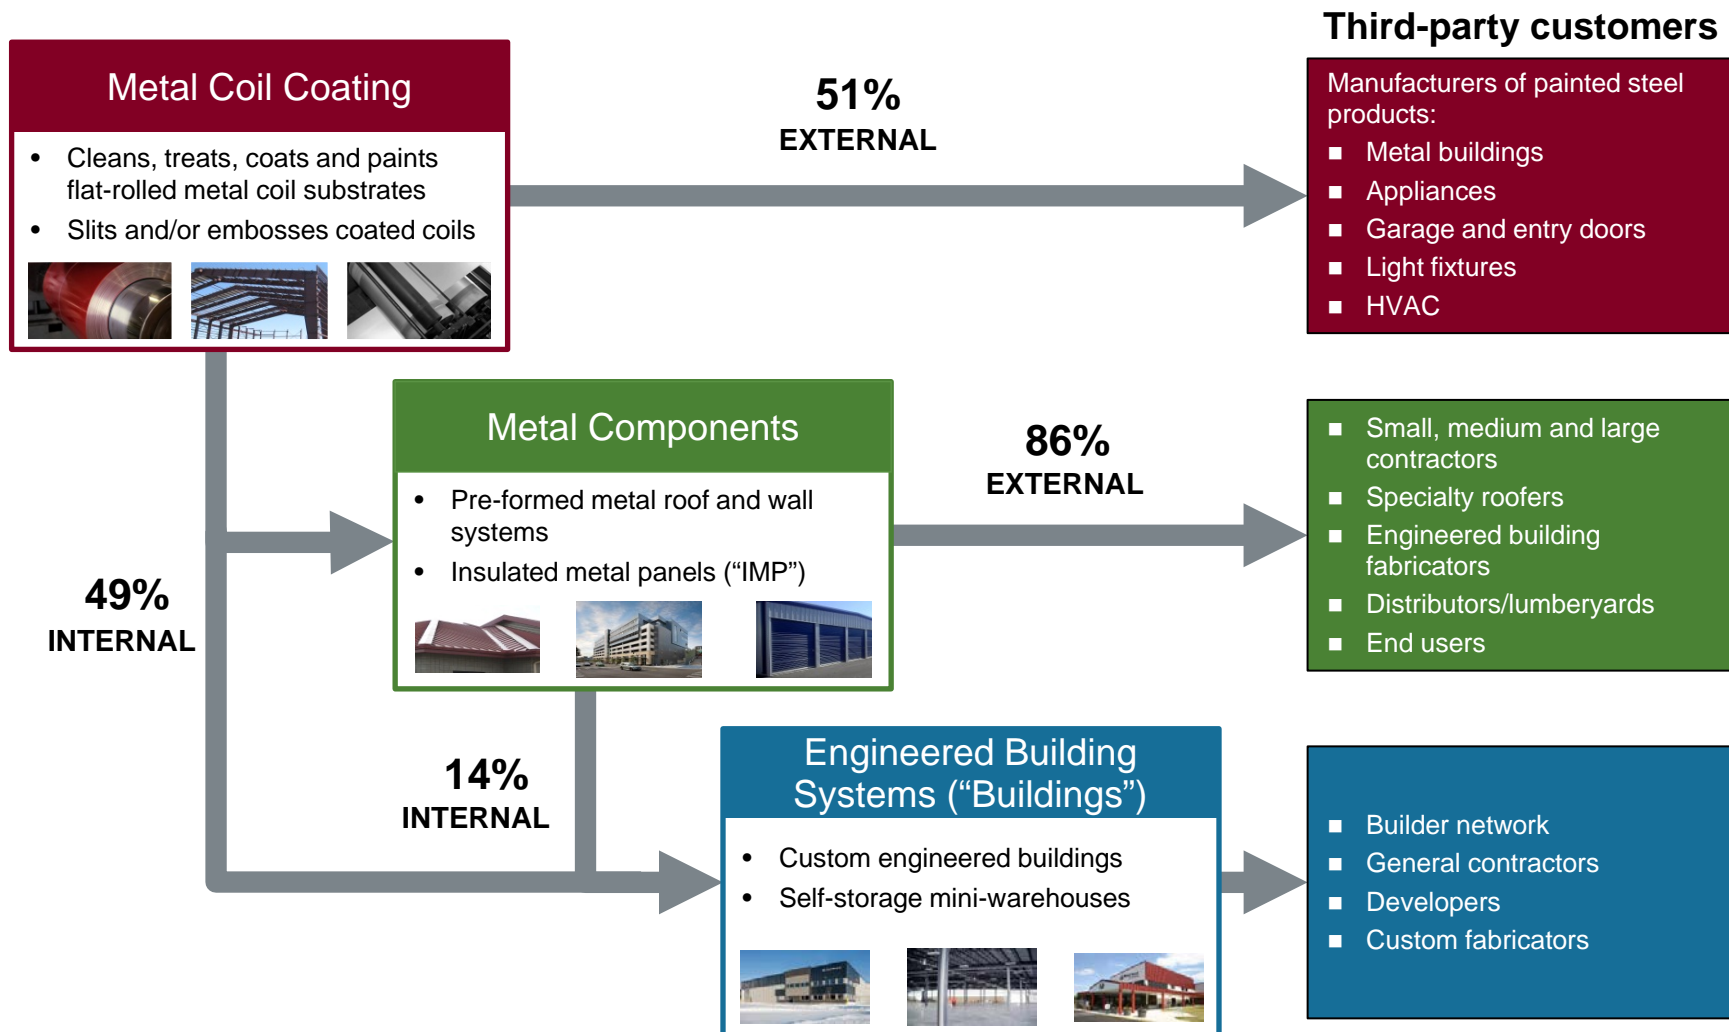 Third-party customers
Metal Coil Coating
• Cleans, treats, coats and paints
flat-rolled metal coil substrates
• Slits and/or embosses coated coils
51%
EXTERNAL
Manufacturers of painted steel
products:
■ Metal buildings
■ Appliances
■ Garage and entry doors
■ Light fixtures
■ HVAC
49%
INTERNAL
Metal Components
• Pre-formed metal roof and wall
systems
• Insulated metal panels (“IMP”)
86%
EXTERNAL
■ Small, medium and large
contractors
■ Specialty roofers
■ Engineered building
fabricators
■ Distributors/lumberyards
■ End users
14%
INTERNAL
Engineered Building
Systems (“Buildings”)
• Custom engineered buildings
• Self-storage mini-warehouses
■ Builder network
■ General contractors
■ Developers
■ Custom fabricators